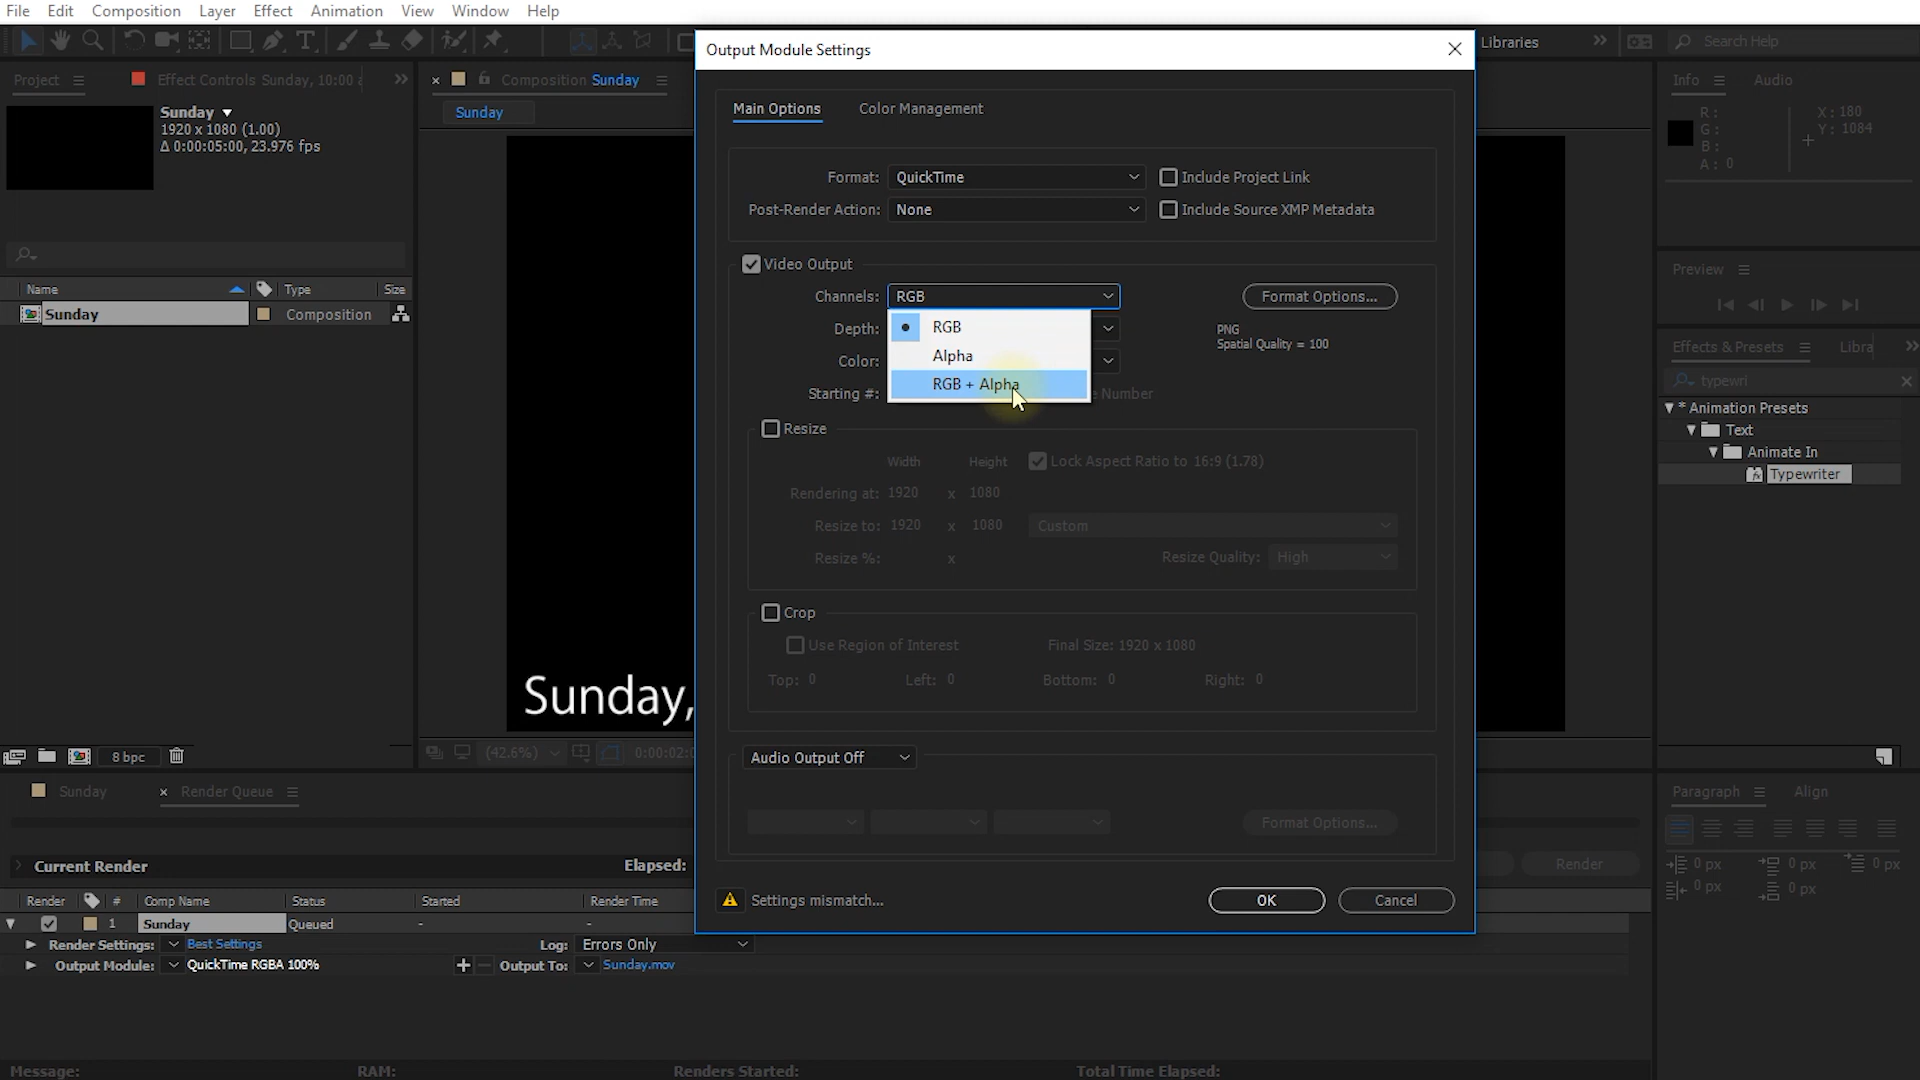 File Edit Composition Layer Effect Animation View Window Help
Output Module Settings
Libraries
Search Help
Project
Effect Controls Sunday, 10:00
Composition Sunday
Info
Audio
Sunday
1920 x 1080 (1.00)
Δ 0:00:05:00, 23.976 fps
Sunday
Main Options
Color Management
R:
G:
B:
A: 0
X: 180
Y: 1084
Format: QuickTime
Include Project Link
Post-Render Action: None
Include Source XMP Metadata
Video Output
Channels: RGB
Format Options...
Depth:
Color:
Starting #:
RGB
Alpha
RGB + Alpha
Number
PNG
Spatial Quality = 100
Preview
Name
Type
Size
Sunday
Composition
Effects & Presets
Libra
typewri
* Animation Presets
Text
Animate In
Typewriter
Resize
Width
Height
Lock Aspect Ratio to 16:9 (1.78)
Rendering at: 1920 x 1080
Resize to: 1920 x 1080
Custom
Resize %: x
Resize Quality: High
Crop
Use Region of Interest
Final Size: 1920 x 1080
Top: 0
Left: 0
Bottom: 0
Right: 0
Sunday,
8 bpc
(42.6%)
Audio Output Off
Format Options...
Sunday
Render Queue
Paragraph
Align
0 px
0 px
0 px
0 px
0 px
Current Render
Elapsed:
Render
Settings mismatch...
OK
Cancel
Render
#
Comp Name
Status
Started
Render Time
1
Sunday
Queued
-
-
Render Settings: Best Settings
Log: Errors Only
Output Module: QuickTime RGBA 100%
Output To: Sunday.mov
Message:
RAM:
Renders Started:
Total Time Elapsed: